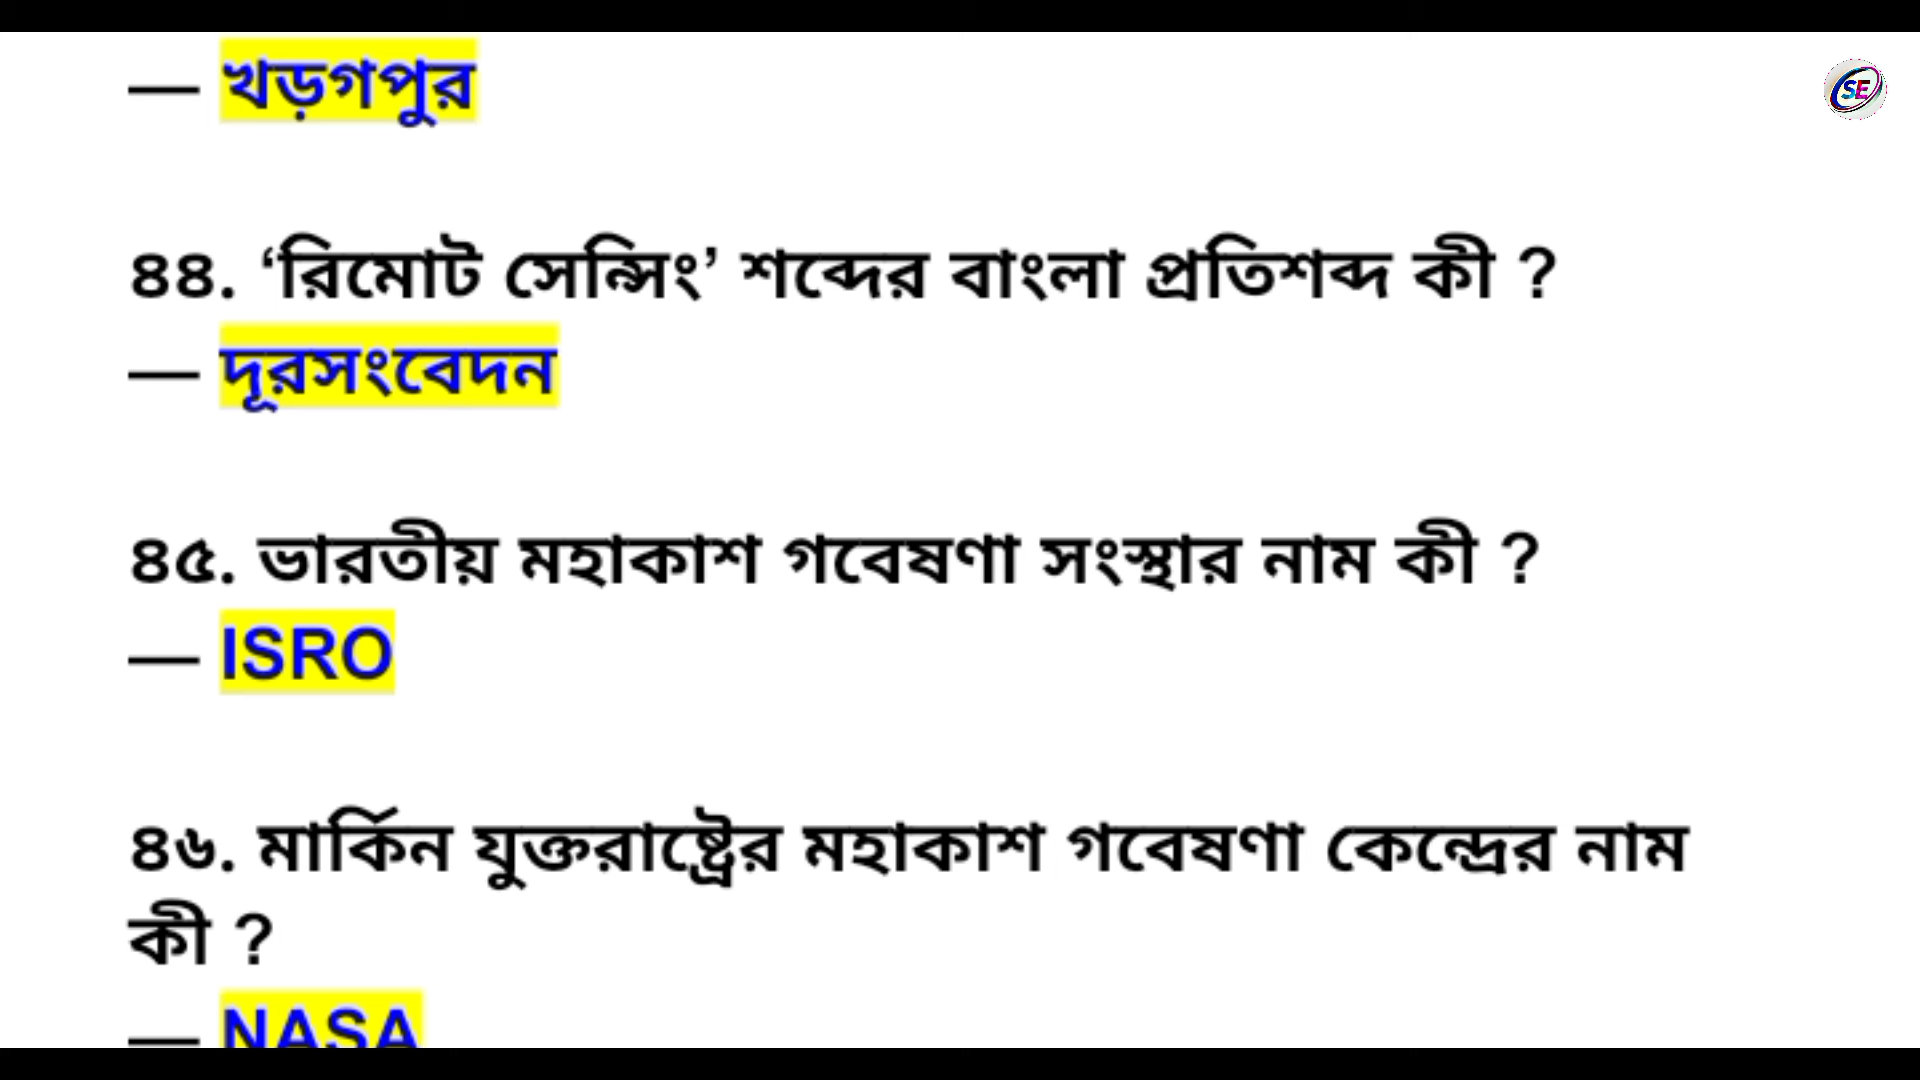 — খড়গপুর
SE
৪৪. ‘রিমোট সেন্সিং’ শব্দের বাংলা প্রতিশব্দ কী ?
— দূরসংবেদন
৪৫. ভারতীয় মহাকাশ গবেষণা সংস্থার নাম কী ?
— ISRO
৪৬. মার্কিন যুক্তরাষ্ট্রের মহাকাশ গবেষণা কেন্দ্রের নাম
কী ?
— NASA